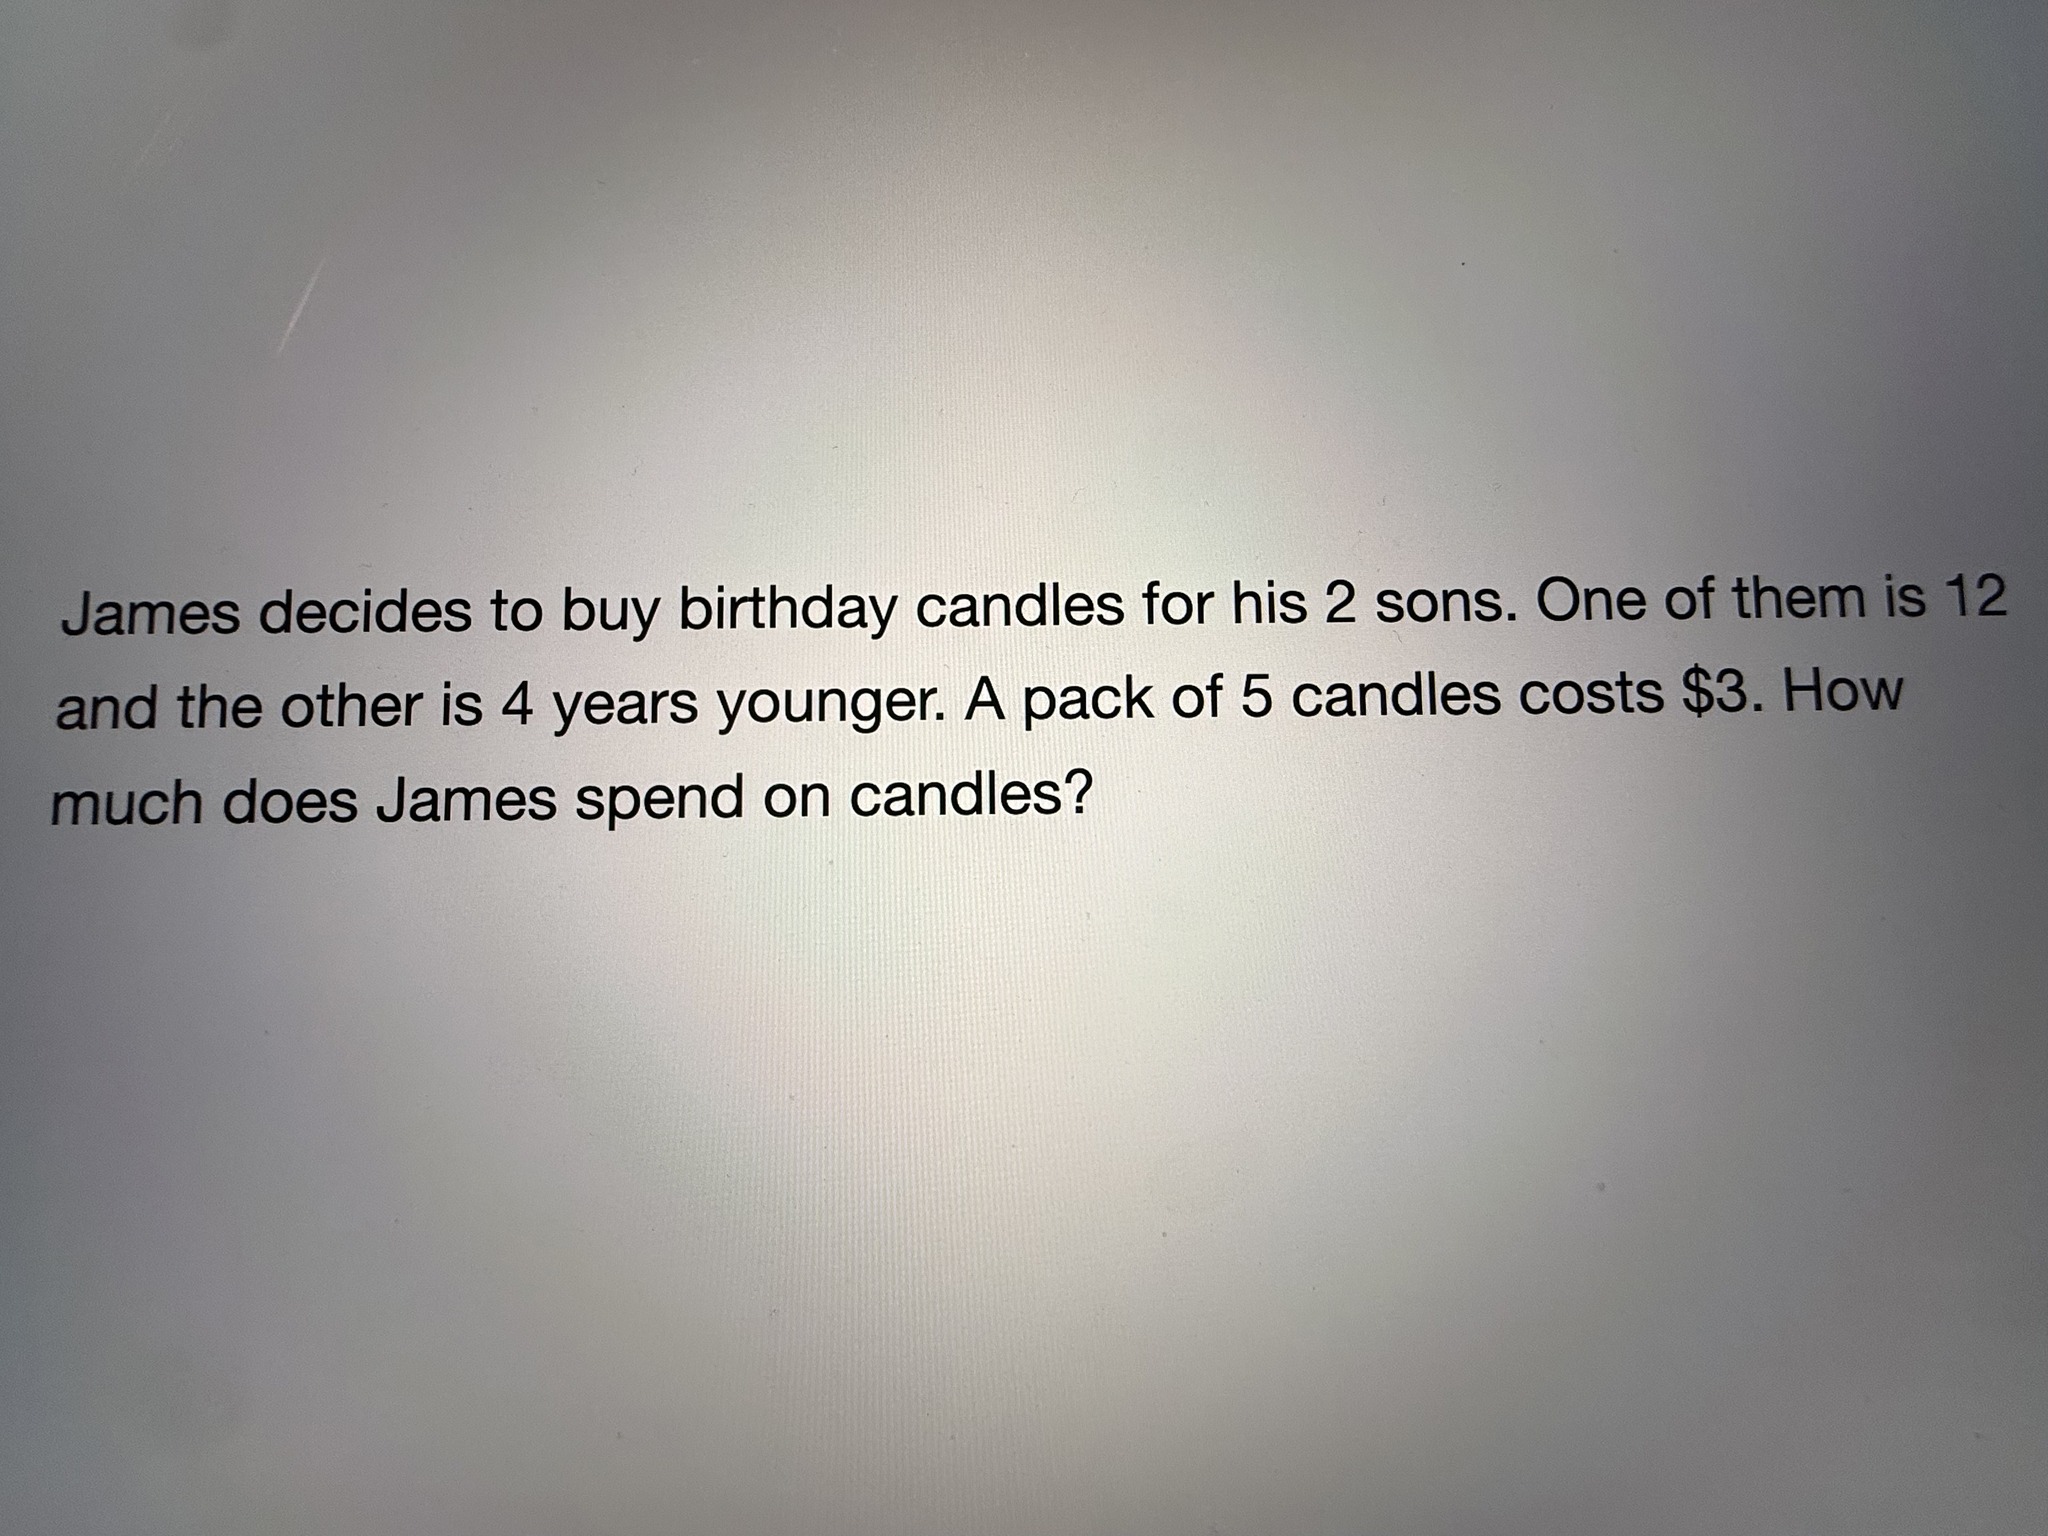 James decides to buy birthday candles for his 2 sons. One of them is 12
and the other is 4 years younger. A pack of 5 candles costs $3. How
much does James spend on candles?